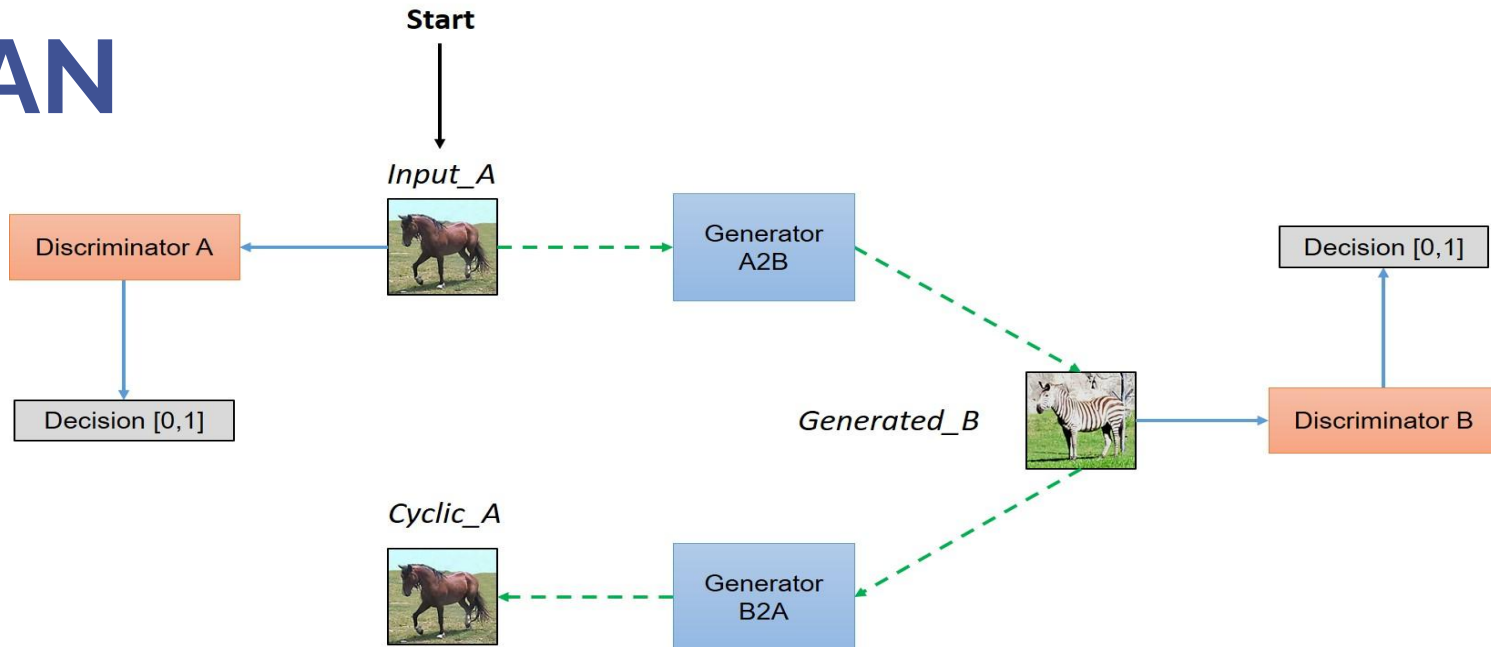 AN
Start
Input_A
Discriminator A
Generator
A2B
Decision [0,1]
Decision [0,1]
Generated_B
Discriminator B
Cyclic_A
Generator
B2A